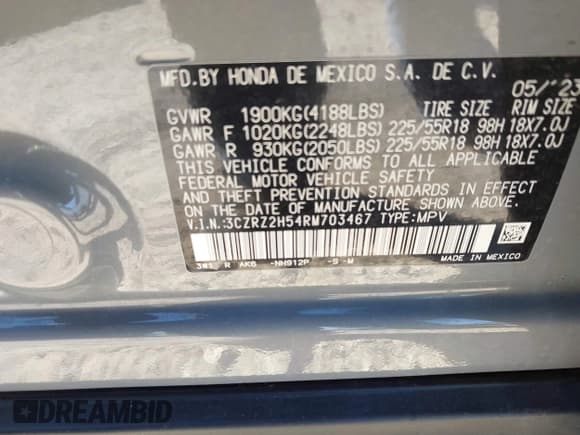 MFD.BY HONDA DE MEXICO S.A. DE C.V. 05/'23
GVWR 1900KG(4188LBS) TIRE SIZE RIM SIZE
GAWR F 1020KG(2248LBS) 225/55R18 98H 18X7.0J
GAWR R 930KG(2050LBS) 225/55R18 98H 18X7.0J
THIS VEHICLE CONFORMS TO ALL APPLICABLE
FEDERAL MOTOR VEHICLE SAFETY
AND THEFT PREVENTION STANDARDS IN EFFECT
ON THE DATE OF MANUFACTURE SHOWN ABOVE.
V.I.N.:3CZRZ2H54RM703467 TYPE:MPV
3W1 R AKG -NH912P -S -M
MADE IN MEXICO
DREAMBID